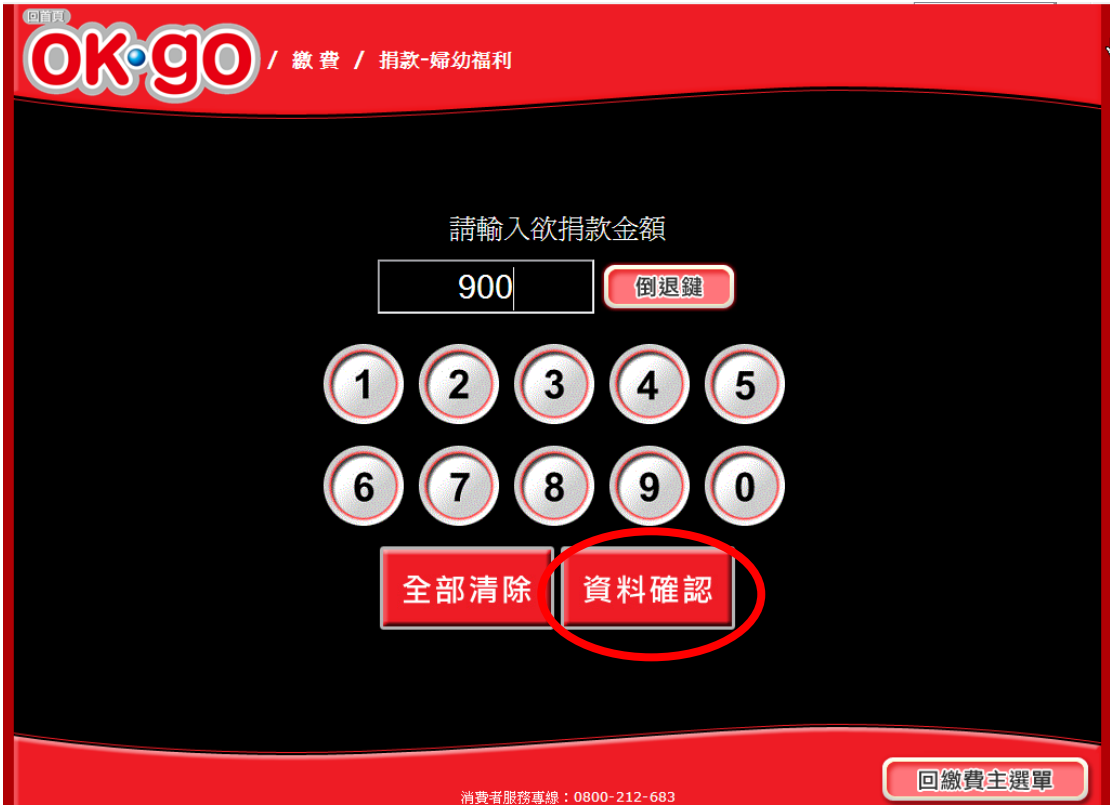 回首頁
OK•go / 繳 費 / 捐款-婦幼福利
請輸入欲捐款金額
900 倒退鍵
1 2 3 4 5
6 7 8 9 0
全部清除 資料確認
回繳費主選單
消費者服務專線：0800-212-683